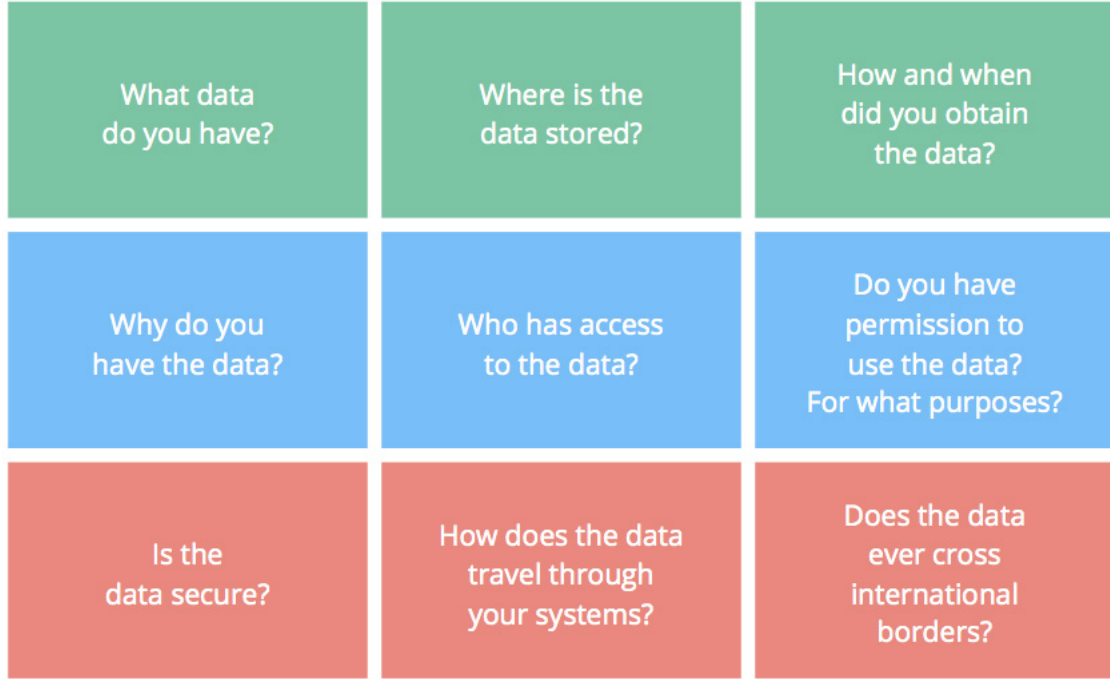 What data
do you have?
Where is the
data stored?
How and when
did you obtain
the data?
Why do you
have the data?
Who has access
to the data?
Do you have
permission to
use the data?
For what purposes?
Is the
data secure?
How does the data
travel through
your systems?
Does the data
ever cross
international
borders?